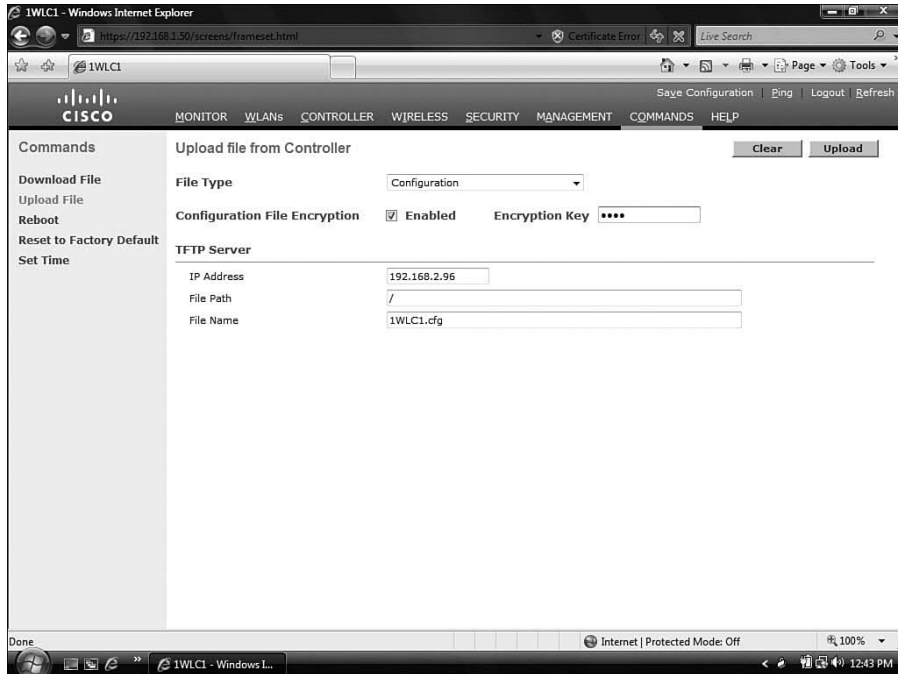 1WLC1 - Windows Internet Explorer
https://192.168.1.50/screens/frameset.html
Certificate Error
Live Search
1WLC1
Page
Tools
Save Configuration | Ping | Logout | Refresh
CISCO
MONITOR WLANs CONTROLLER WIRELESS SECURITY MANAGEMENT COMMANDS HELP
Commands
Download File
Upload File
Reboot
Reset to Factory Default
Set Time
Upload file from Controller
Clear
Upload
File Type Configuration
Configuration File Encryption Enabled Encryption Key ••••
TFTP Server
IP Address 192.168.2.96
File Path /
File Name 1WLC1.cfg
Done
Internet | Protected Mode: Off
100%
1WLC1 - Windows I...
12:43 PM